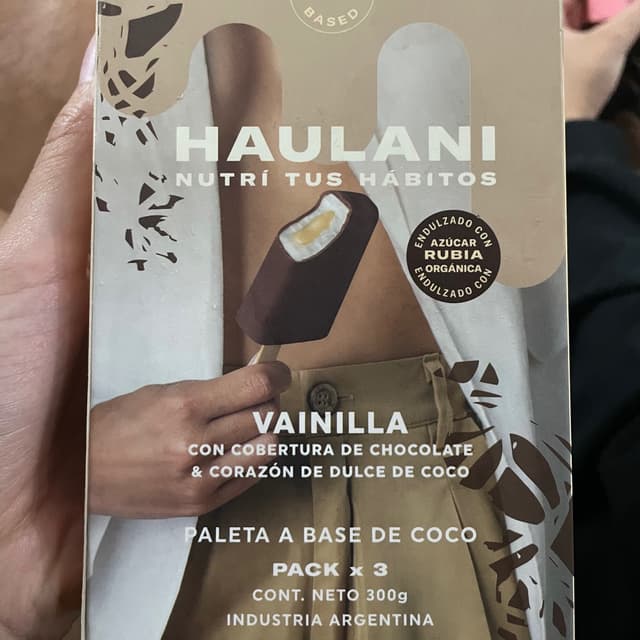 BASED
HAULANI
NUTRÍ TUS HÁBITOS
ENDULZADO CON
AZÚCAR
RUBIA
ORGÁNICA
ENDULZADO CON
VAINILLA
CON COBERTURA DE CHOCOLATE
& CORAZÓN DE DULCE DE COCO
PALETA A BASE DE COCO
PACK x 3
CONT. NETO 300g
INDUSTRIA ARGENTINA